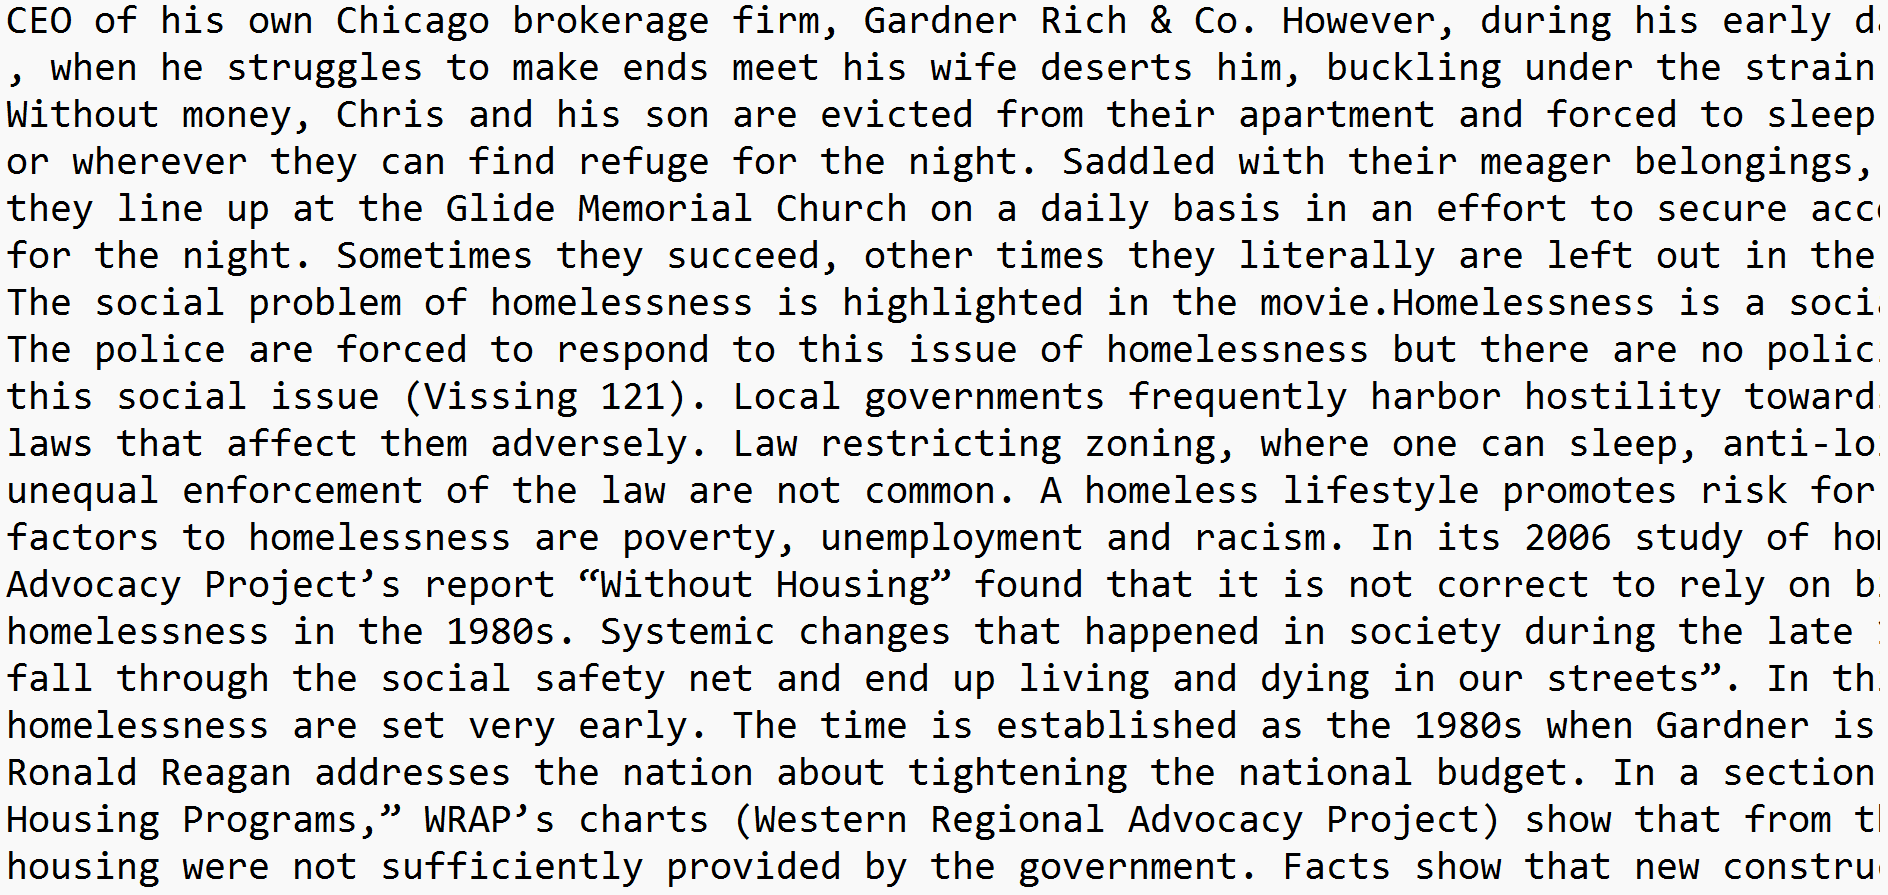 CEO of his own Chicago brokerage firm, Gardner Rich & Co. However, during his early
, when he struggles to make ends meet his wife deserts him, buckling under the strain
Without money, Chris and his son are evicted from their apartment and forced to sleep
or wherever they can find refuge for the night. Saddled with their meager belongings,
they line up at the Glide Memorial Church on a daily basis in an effort to secure
for the night. Sometimes they succeed, other times they literally are left out in the
The social problem of homelessness is highlighted in the movie.Homelessness is a
The police are forced to respond to this issue of homelessness but there are no
this social issue (Vissing 121). Local governments frequently harbor hostility
laws that affect them adversely. Law restricting zoning, where one can sleep,
unequal enforcement of the law are not common. A homeless lifestyle promotes risk for
factors to homelessness are poverty, unemployment and racism. In its 2006 study of
Advocacy Project’s report “Without Housing” found that it is not correct to rely on
homelessness in the 1980s. Systemic changes that happened in society during the late
fall through the social safety net and end up living and dying in our streets”. In
homelessness are set very early. The time is established as the 1980s when Gardner is
Ronald Reagan addresses the nation about tightening the national budget. In a section
Housing Programs,” WRAP’s charts (Western Regional Advocacy Project) show that from
housing were not sufficiently provided by the government. Facts show that new